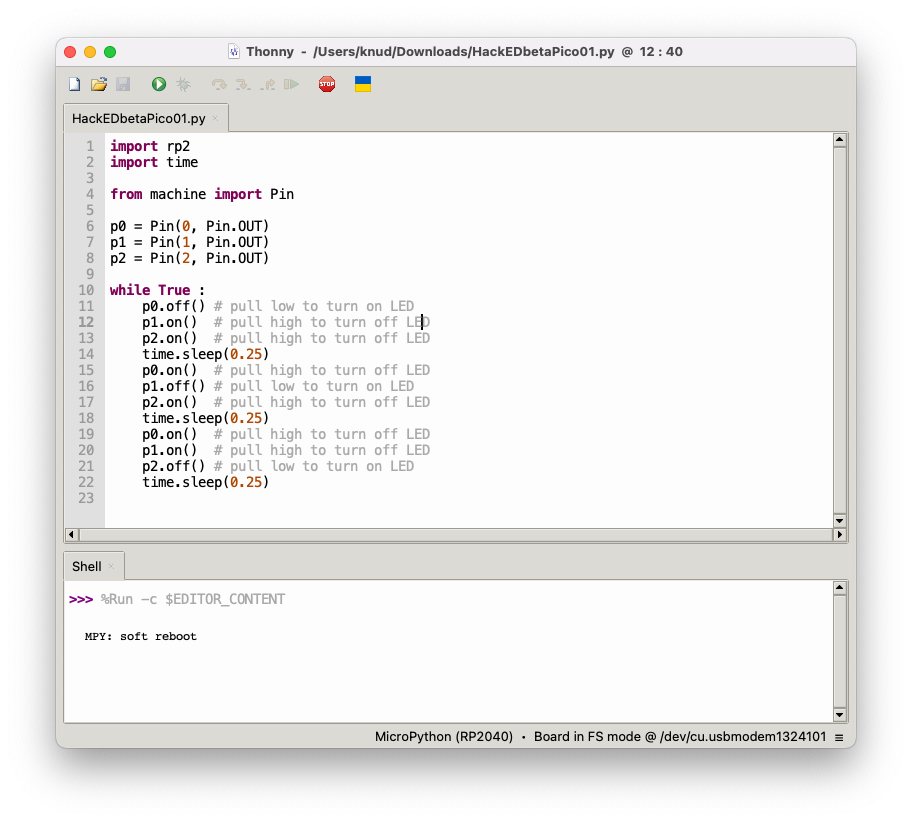 Thonny - /Users/knud/Downloads/HackEDbetaPico01.py @ 12 : 40
STOP
HackEDbetaPico01.py
1 import rp2
2 import time
3
4 from machine import Pin
5
6 p0 = Pin(0, Pin.OUT)
7 p1 = Pin(1, Pin.OUT)
8 p2 = Pin(2, Pin.OUT)
9
10 while True :
11     p0.off() # pull low to turn on LED
12     p1.on()  # pull high to turn off LED
13     p2.on()  # pull high to turn off LED
14     time.sleep(0.25)
15     p0.on()  # pull high to turn off LED
16     p1.off() # pull low to turn on LED
17     p2.on()  # pull high to turn off LED
18     time.sleep(0.25)
19     p0.on()  # pull high to turn off LED
20     p1.on()  # pull high to turn off LED
21     p2.off() # pull low to turn on LED
22     time.sleep(0.25)
23
Shell
>>> %Run -c $EDITOR_CONTENT
MPY: soft reboot
MicroPython (RP2040) • Board in FS mode @ /dev/cu.usbmodem1324101 ≡